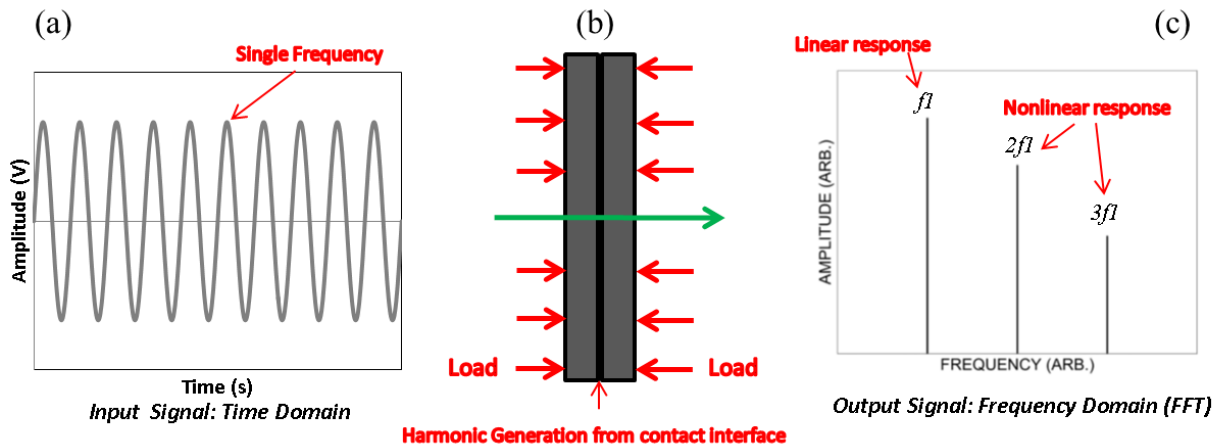 (a)
Single Frequency
Amplitude (V)
Time (s)
Input Signal: Time Domain
(b)
Load
Load
Harmonic Generation from contact interface
(c)
Linear response
f1
Nonlinear response
2f1
3f1
AMPLITUDE (ARB.)
FREQUENCY (ARB.)
Output Signal: Frequency Domain (FFT)